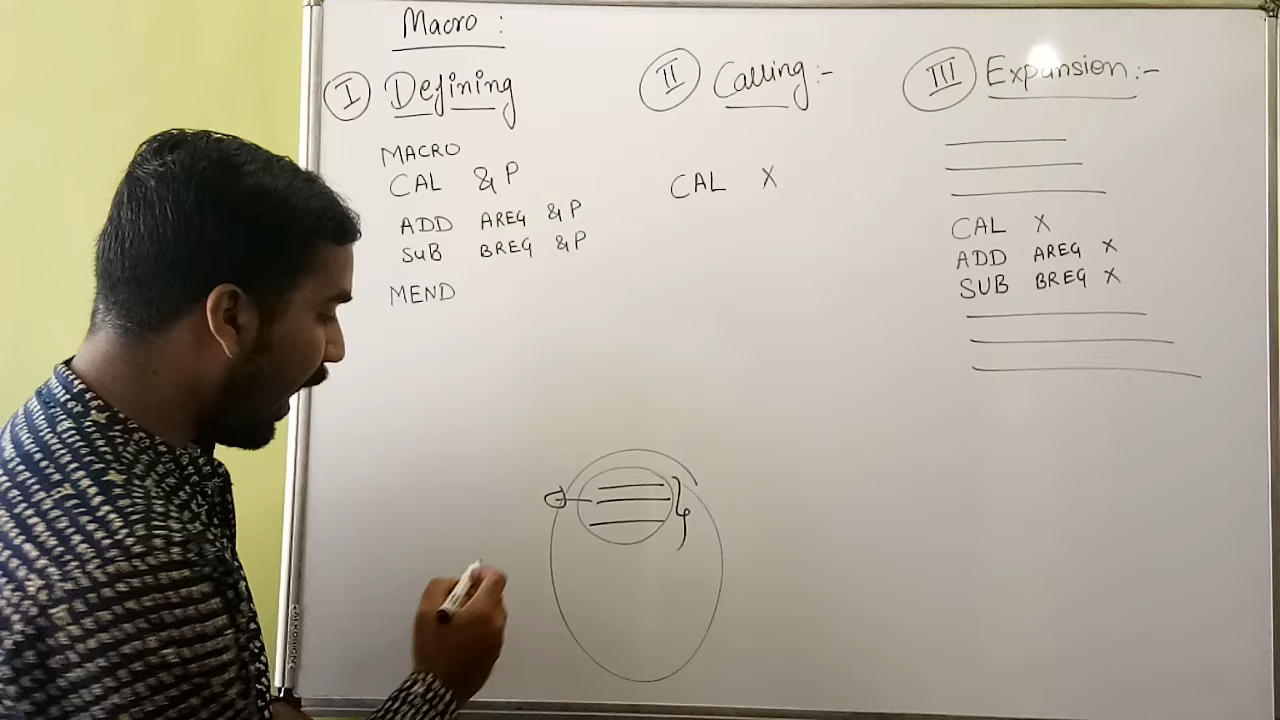 Macro :
I Defining
MACRO
CAL &P
ADD AREG &P
SUB BREG &P
MEND
II Calling :-
CAL X
III Expansion :-
CAL X
ADD AREG X
SUB BREG X